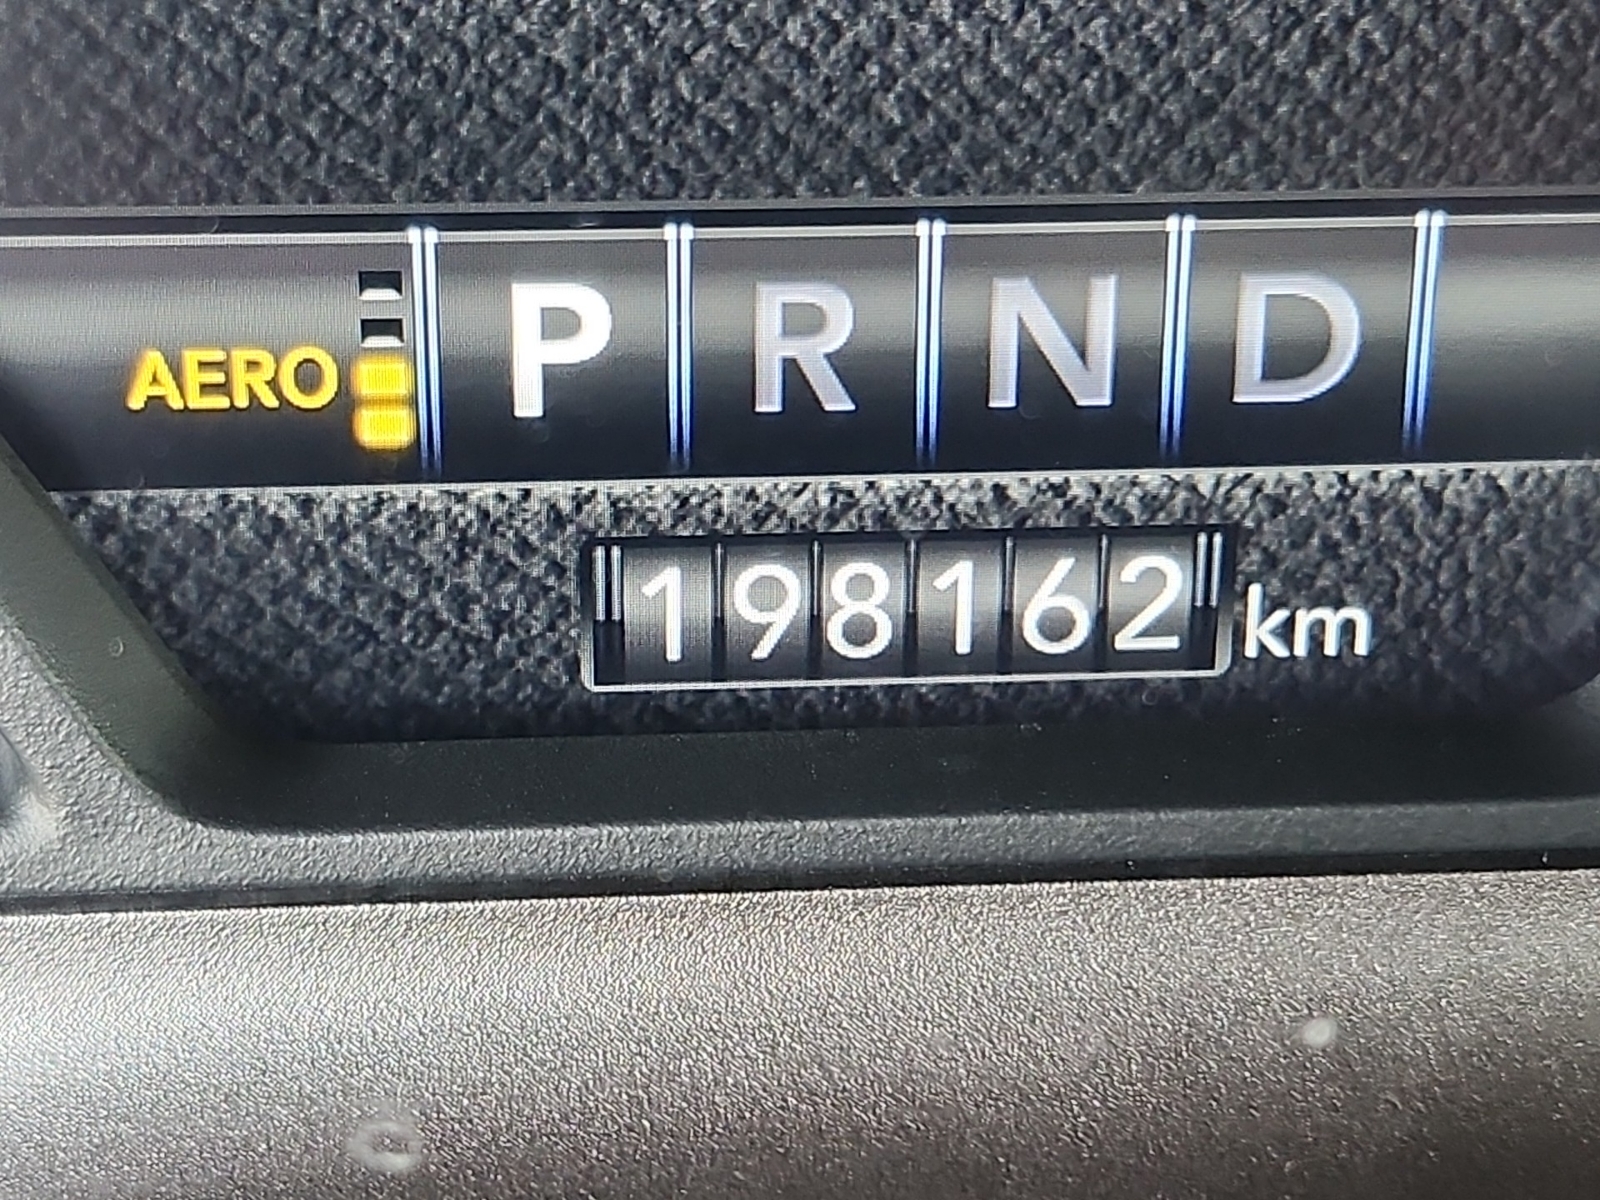 AERO P R N D
198162 km